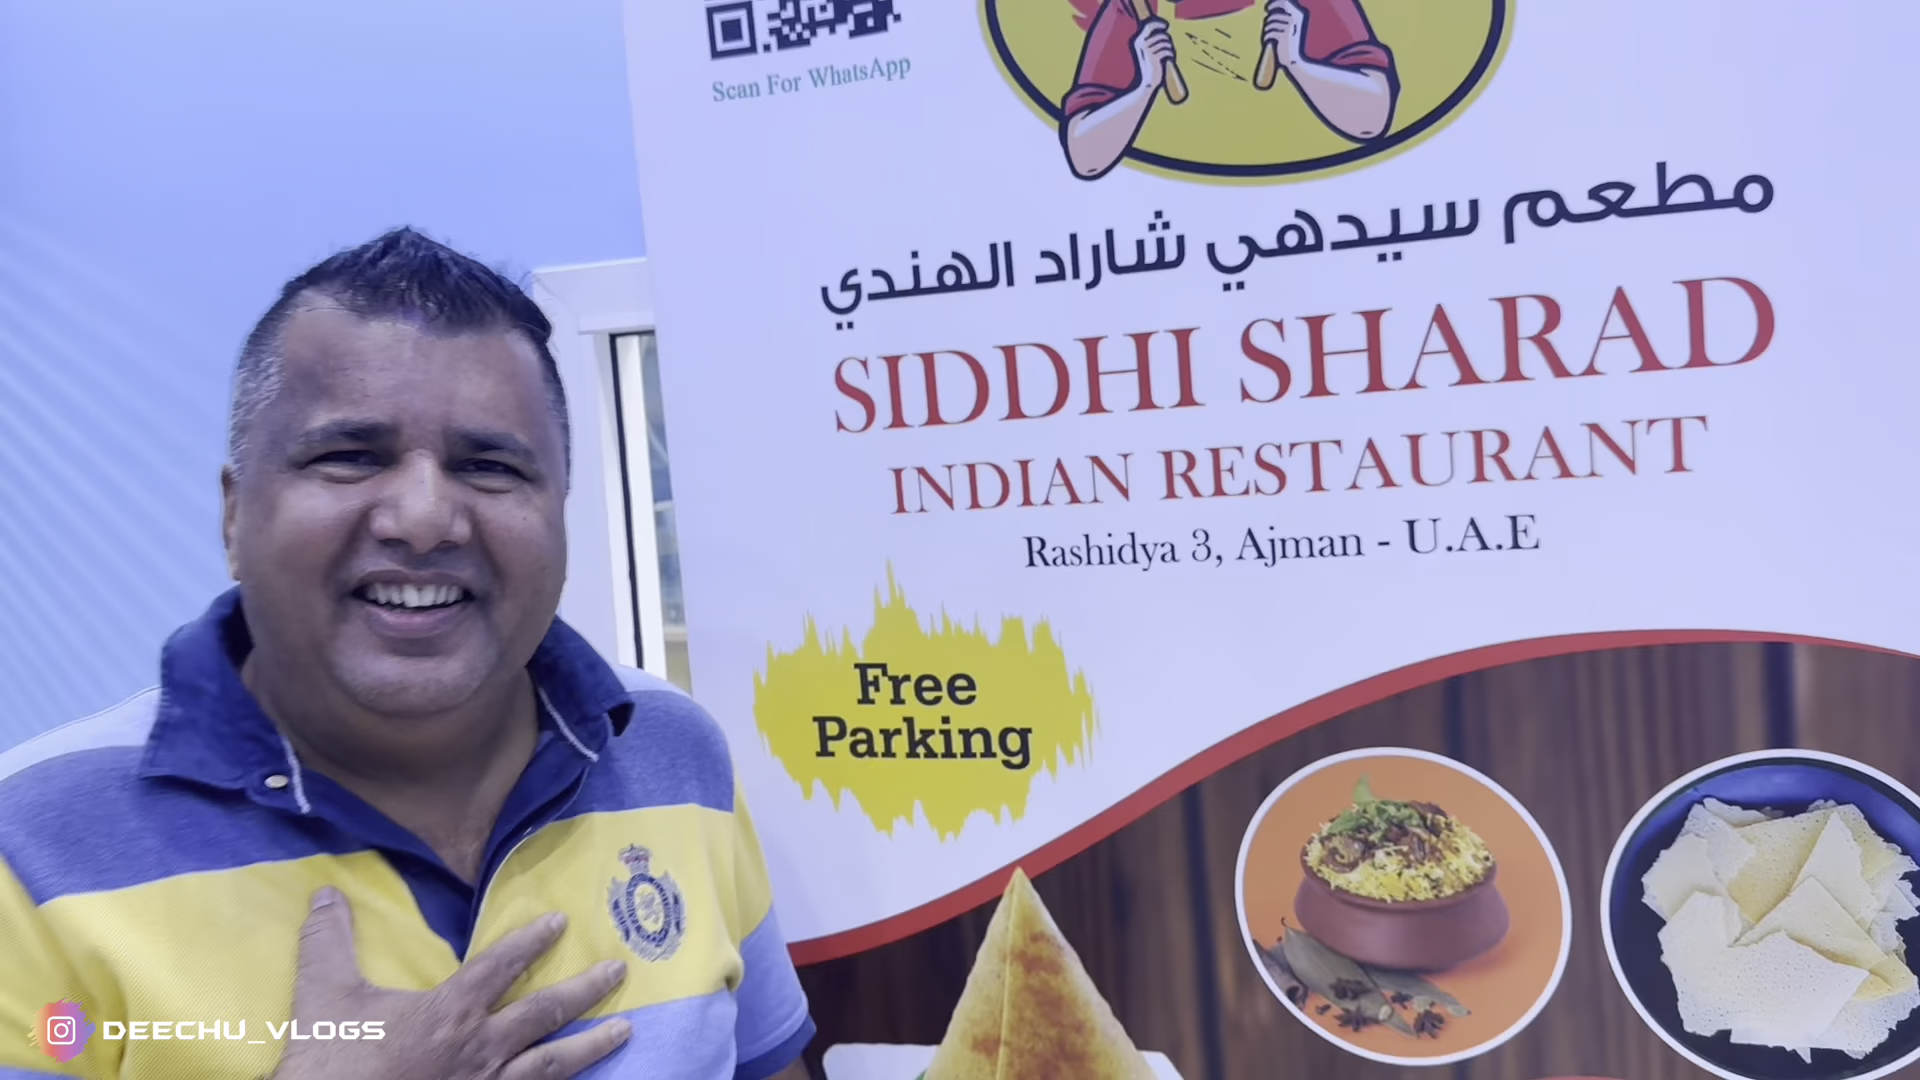 Scan For WhatsApp
مطعم سيدهي شاراد الهندي
SIDDHI SHARAD
INDIAN RESTAURANT
Rashidya 3, Ajman - U.A.E
Free
Parking
DEECHU_VLOGS